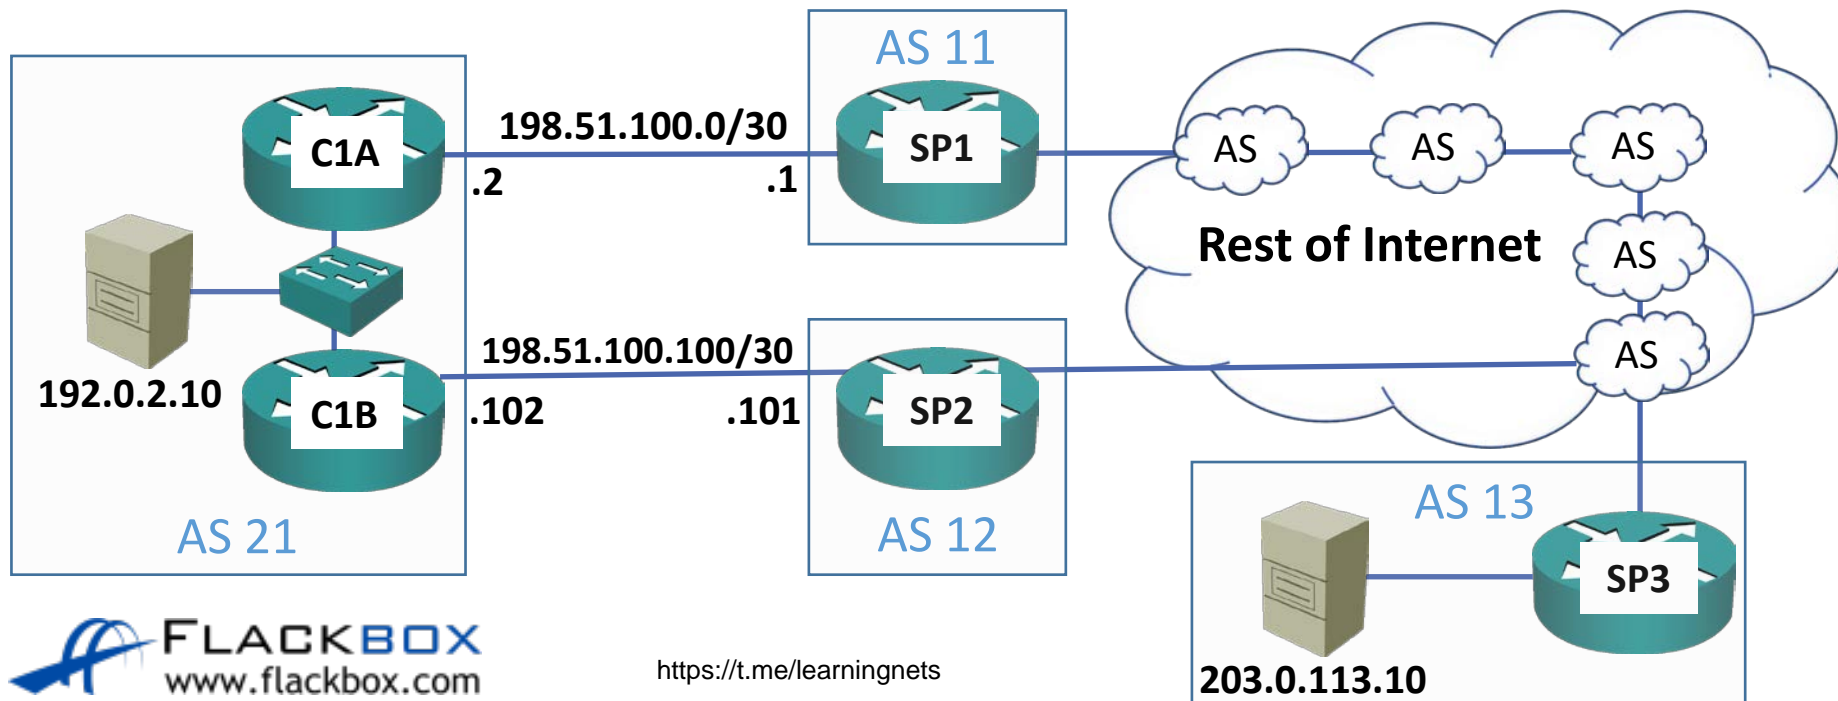 AS 11
198.51.100.0/30
C1A
SP1
.2
.1
AS
AS
AS
Rest of Internet
AS
192.0.2.10
198.51.100.100/30
C1B
SP2
.102
.101
AS
AS 21
AS 12
AS 13
SP3
203.0.113.10
FLACKBOX
www.flackbox.com
https://t.me/learningnets